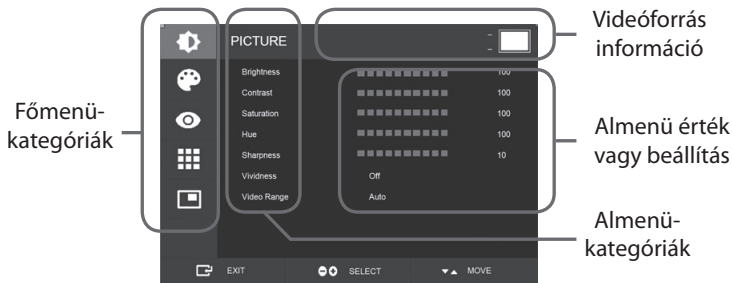 Főmenü-
kategóriák
PICTURE
Brightness 100
Contrast 100
Saturation 100
Hue 100
Sharpness 10
Vividness Off
Video Range Auto
EXIT SELECT MOVE
Videóforrás
információ
Almenü érték
vagy beállítás
Almenü-
kategóriák